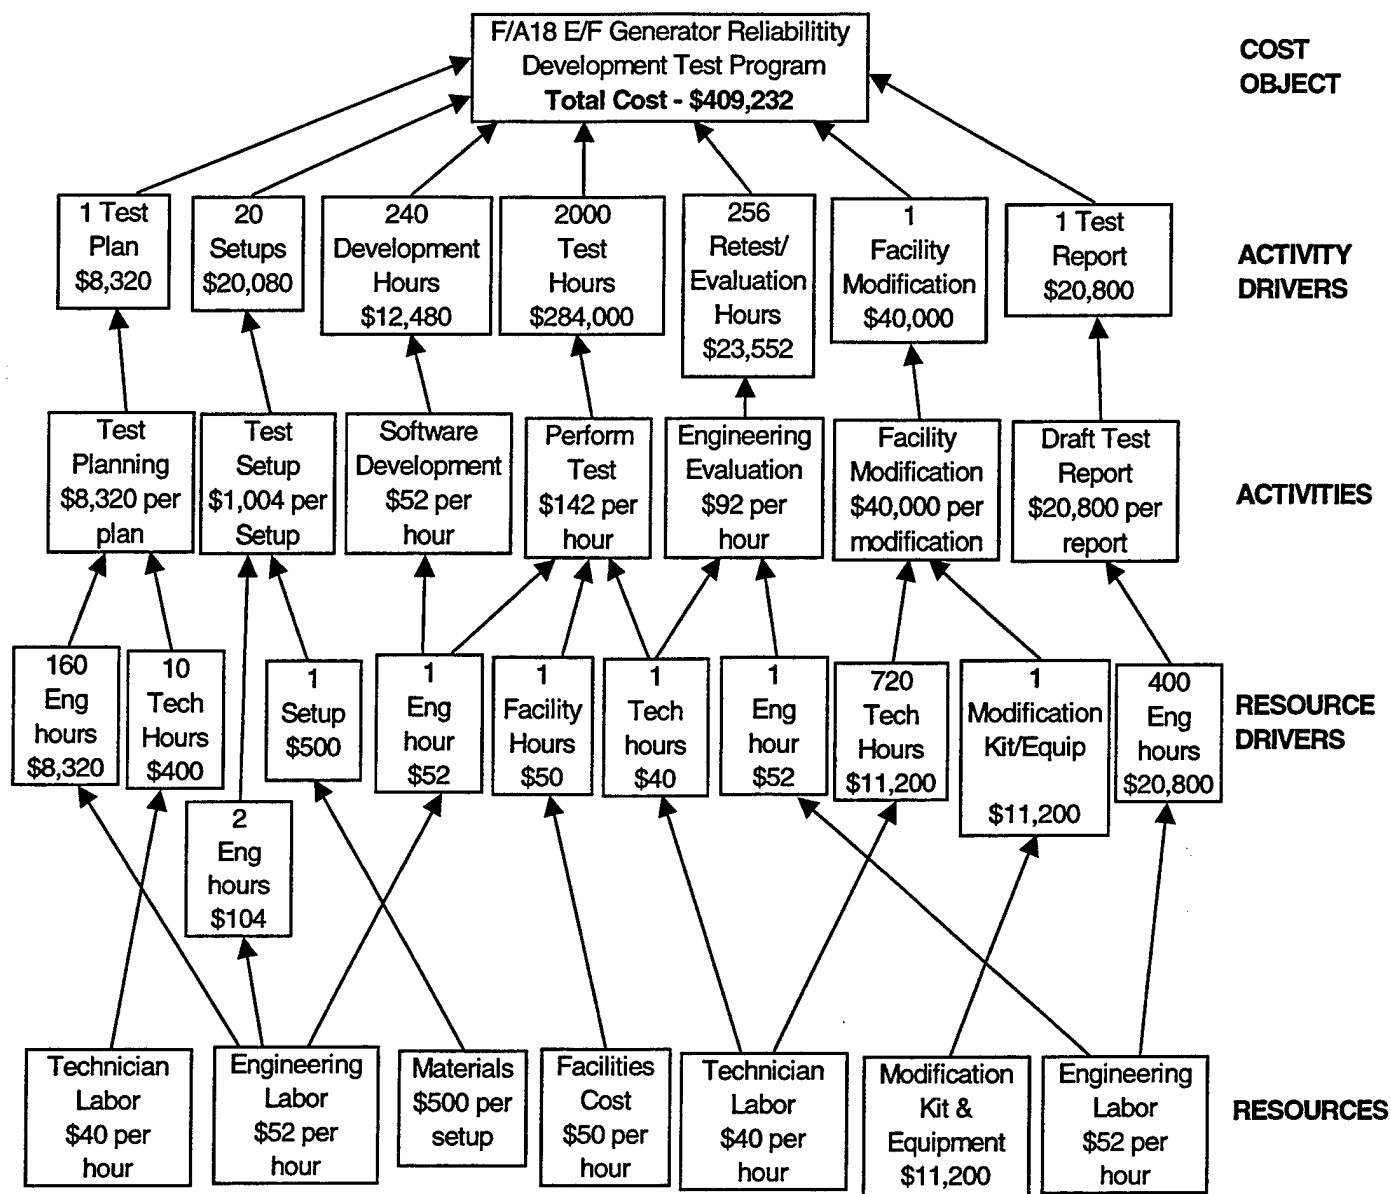 F/A18 E/F Generator Reliabilitity
Development Test Program
Total Cost - $409,232
COST
OBJECT
1 Test
Plan
$8,320
20
Setups
$20,080
240
Development
Hours
$12,480
2000
Test
Hours
$284,000
256
Retest/
Evaluation
Hours
$23,552
1
Facility
Modification
$40,000
1 Test
Report
$20,800
ACTIVITY
DRIVERS
Test
Planning
$8,320 per
plan
Test
Setup
$1,004 per
Setup
Software
Development
$52 per
hour
Perform
Test
$142 per
hour
Engineering
Evaluation
$92 per
hour
Facility
Modification
$40,000 per
modification
Draft Test
Report
$20,800 per
report
ACTIVITIES
160
Eng
hours
$8,320
10
Tech
Hours
$400
2
Eng
hours
$104
1
Setup
$500
1
Eng
hour
$52
1
Facility
Hours
$50
1
Tech
hours
$40
1
Eng
hour
$52
720
Tech
Hours
$11,200
1
Modification
Kit/Equip
$11,200
400
Eng
hours
$20,800
RESOURCE
DRIVERS
Technician
Labor
$40 per
hour
Engineering
Labor
$52 per
hour
Materials
$500 per
setup
Facilities
Cost
$50 per
hour
Technician
Labor
$40 per
hour
Modification
Kit &
Equipment
$11,200
Engineering
Labor
$52 per
hour
RESOURCES